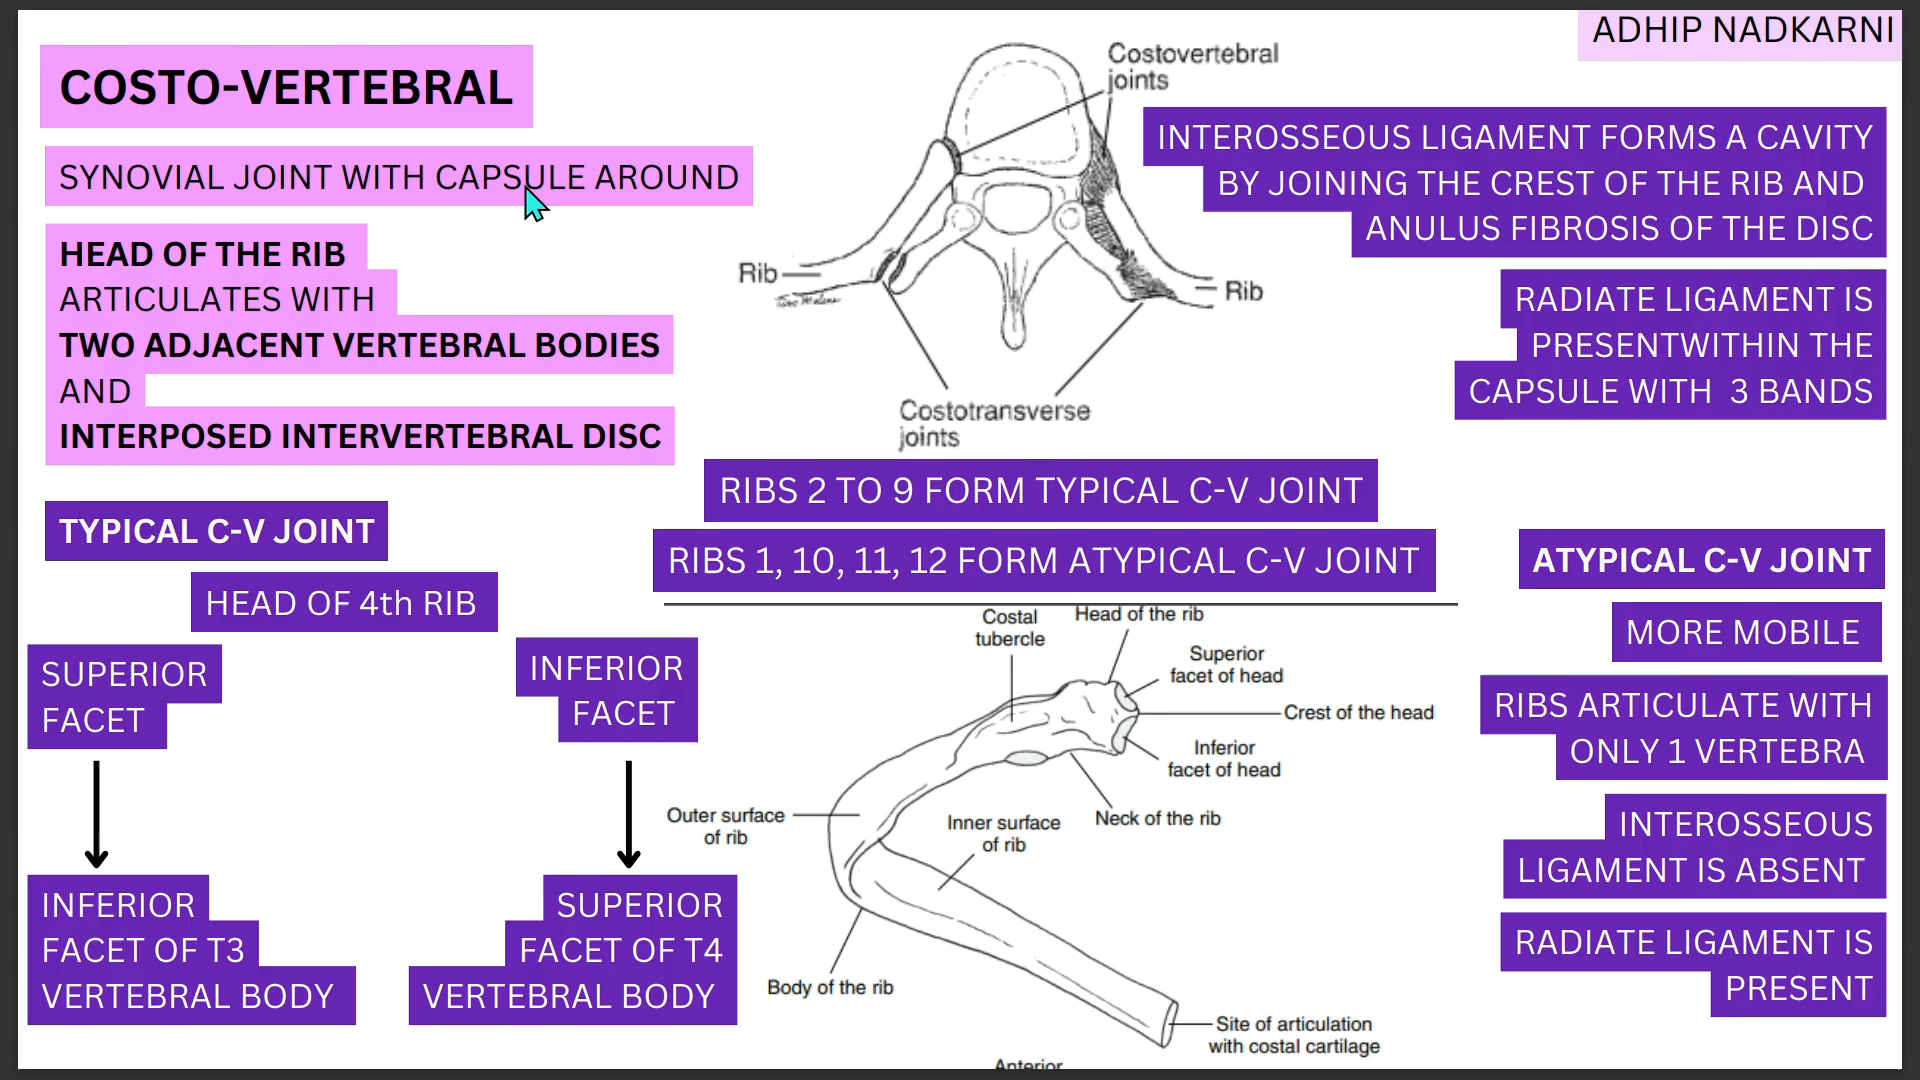 ADHIP NADKARNI
COSTO-VERTEBRAL
SYNOVIAL JOINT WITH CAPSULE AROUND
HEAD OF THE RIB
ARTICULATES WITH
TWO ADJACENT VERTEBRAL BODIES
AND
INTERPOSED INTERVERTEBRAL DISC
Costovertebral
joints
Rib
Rib
Costotransverse
joints
INTEROSSEOUS LIGAMENT FORMS A CAVITY
BY JOINING THE CREST OF THE RIB AND
ANULUS FIBROSIS OF THE DISC
RADIATE LIGAMENT IS
PRESENTWITHIN THE
CAPSULE WITH 3 BANDS
RIBS 2 TO 9 FORM TYPICAL C-V JOINT
RIBS 1, 10, 11, 12 FORM ATYPICAL C-V JOINT
TYPICAL C-V JOINT
HEAD OF 4th RIB
SUPERIOR
FACET
INFERIOR
FACET
INFERIOR
FACET OF T3
VERTEBRAL BODY
SUPERIOR
FACET OF T4
VERTEBRAL BODY
Costal
tubercle
Head of the rib
Superior
facet of head
Crest of the head
Inferior
facet of head
Neck of the rib
Outer surface
of rib
Inner surface
of rib
Body of the rib
Site of articulation
with costal cartilage
Anterior
ATYPICAL C-V JOINT
MORE MOBILE
RIBS ARTICULATE WITH
ONLY 1 VERTEBRA
INTEROSSEOUS
LIGAMENT IS ABSENT
RADIATE LIGAMENT IS
PRESENT